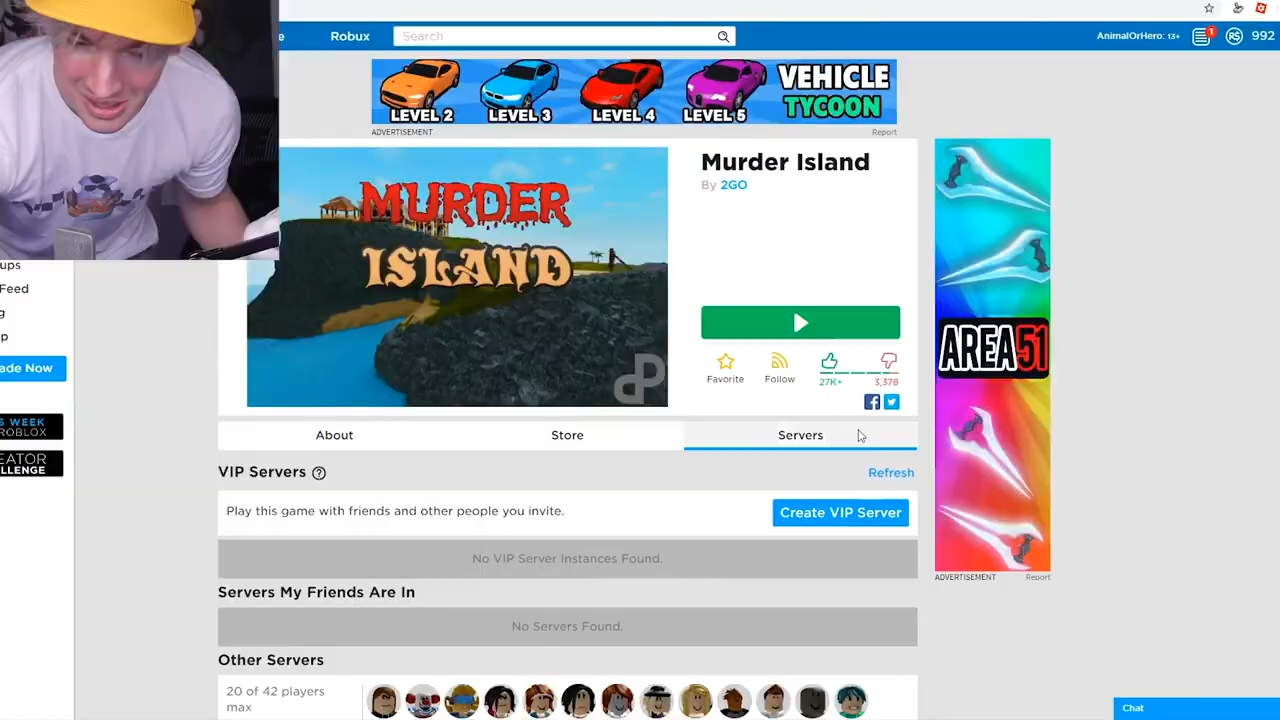 e
Robux
Search
AnimalOrHero: 13+
1
992
LEVEL 2
LEVEL 3
LEVEL 4
LEVEL 5
VEHICLE
TYCOON
ADVERTISEMENT
Report
MURDER
ISLAND
Murder Island
By 2GO
Favorite
Follow
27K+
3,378
AREA51
ups
Feed
g
p
ade Now
S WEEK
ROBLOX
EATOR
LLENGE
About
Store
Servers
VIP Servers
Refresh
Play this game with friends and other people you invite.
Create VIP Server
No VIP Server Instances Found.
ADVERTISEMENT
Report
Servers My Friends Are In
No Servers Found.
Other Servers
20 of 42 players
max
Chat